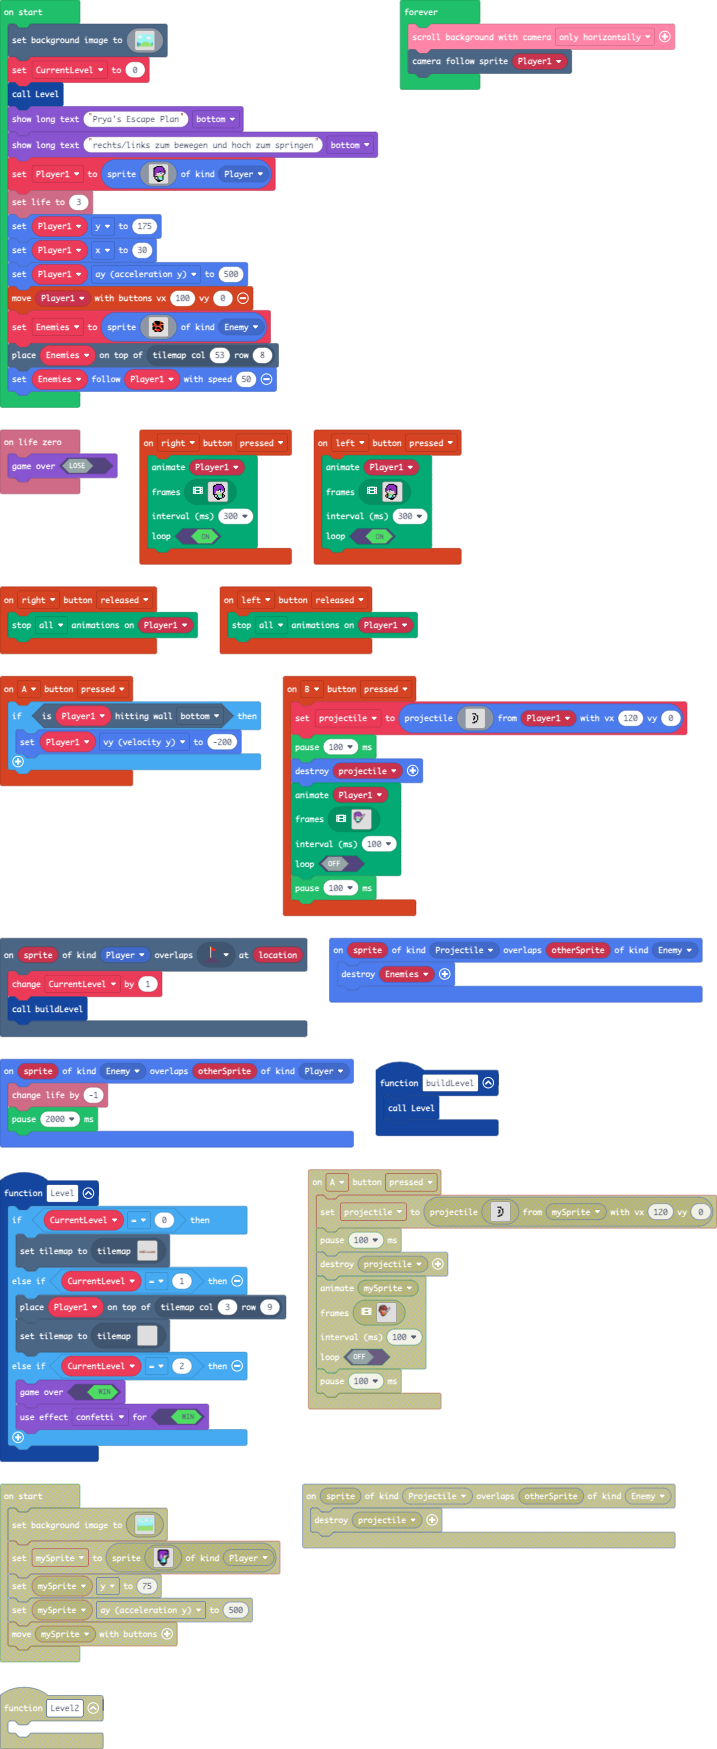 on start
set background image to
set CurrentLevel to 0
call Level
show long text "Prya's Escape Plan" bottom
show long text "rechts/links zum bewegen und hoch zum springen" bottom
set Player1 to sprite of kind Player
set life to 3
set Player1 y to 175
set Player1 x to 30
set Player1 ay (acceleration y) to 500
move Player1 with buttons vx 100 vy 0
set Enemies to sprite of kind Enemy
place Enemies on top of tilemap col 53 row 8
set Enemies follow Player1 with speed 50
forever
scroll background with camera only horizontally
camera follow sprite Player1
on life zero
game over LOSE
on right button pressed
animate Player1
frames
interval (ms) 300
loop ON
on left button pressed
animate Player1
frames
interval (ms) 300
loop ON
on right button released
stop all animations on Player1
on left button released
stop all animations on Player1
on A button pressed
if is Player1 hitting wall bottom then
set Player1 vy (velocity y) to -200
on B button pressed
set projectile to projectile from Player1 with vx 120 vy 0
pause 100 ms
destroy projectile
animate Player1
frames
interval (ms) 100
loop OFF
pause 100 ms
on sprite of kind Player overlaps at location
change CurrentLevel by 1
call buildLevel
on sprite of kind Projectile overlaps otherSprite of kind Enemy
destroy Enemies
on sprite of kind Enemy overlaps otherSprite of kind Player
change life by -1
pause 2000 ms
function buildLevel
call Level
function Level
if CurrentLevel = 0 then
set tilemap to tilemap
else if CurrentLevel = 1 then
place Player1 on top of tilemap col 3 row 9
set tilemap to tilemap
else if CurrentLevel = 2 then
game over WIN
use effect confetti for WIN
on A button pressed
set projectile to projectile from mySprite with vx 120 vy 0
pause 100 ms
destroy projectile
animate mySprite
frames
interval (ms) 100
loop OFF
pause 100 ms
on start
set background image to
set mySprite to sprite of kind Player
set mySprite y to 75
set mySprite ay (acceleration y) to 500
move mySprite with buttons
on sprite of kind Projectile overlaps otherSprite of kind Enemy
destroy projectile
function Level2